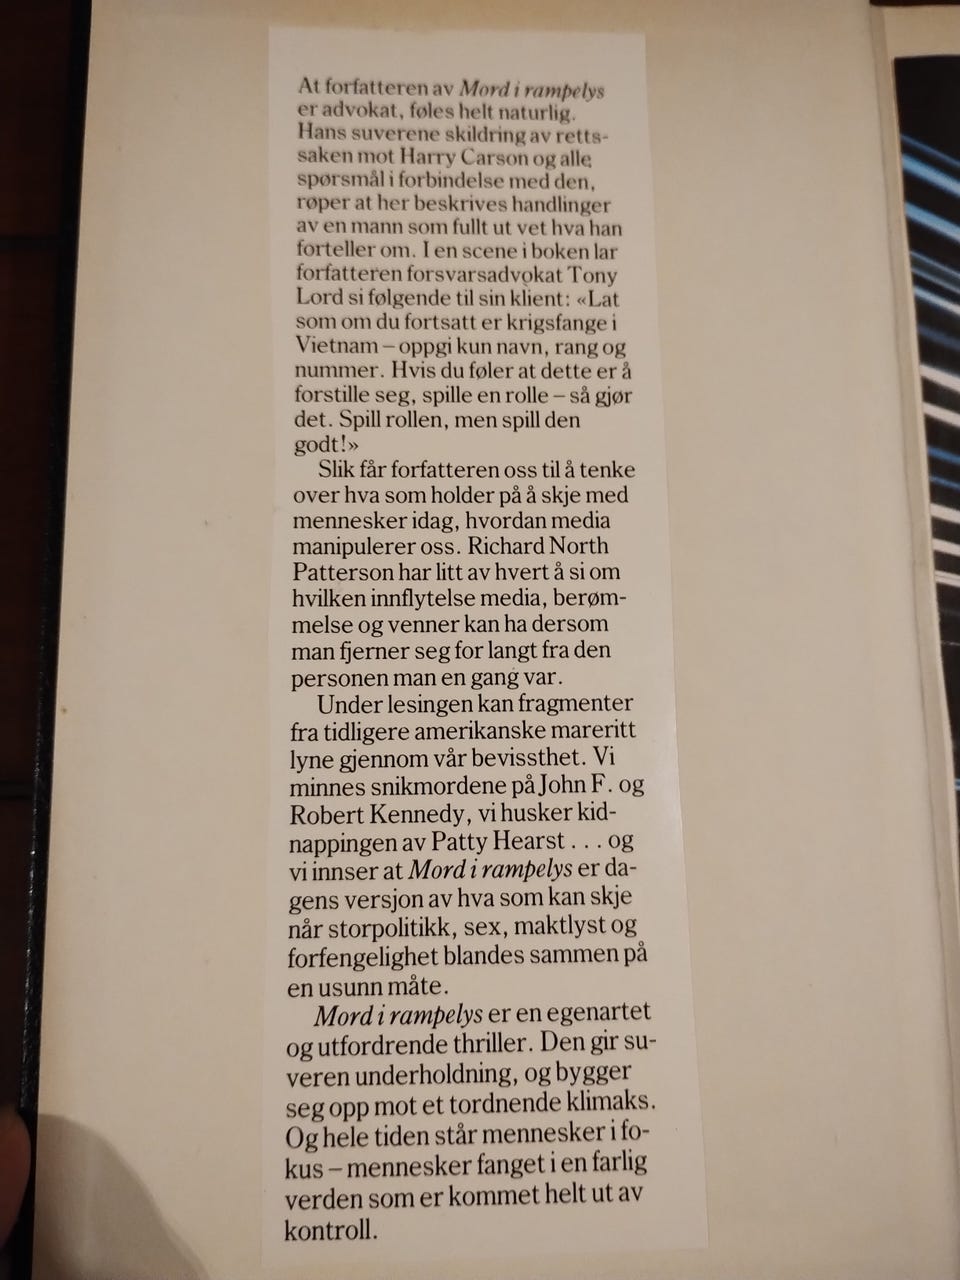 At forfatteren av Mord i rampelys
er advokat, føles helt naturlig.
Hans suverene skildring av retts-
saken mot Harry Carson og alle
spørsmål i forbindelse med den,
røper at her beskrives handlinger
av en mann som fullt ut vet hva han
forteller om. I en scene i boken lar
forfatteren forsvarsadvokat Tony
Lord si følgende til sin klient: «Lat
som om du fortsatt er krigsfange i
Vietnam – oppgi kun navn, rang og
nummer. Hvis du føler at dette er å
forstille seg, spille en rolle – så gjør
det. Spill rollen, men spill den
godt!»
Slik får forfatteren oss til å tenke
over hva som holder på å skje med
mennesker idag, hvordan media
manipulerer oss. Richard North
Patterson har litt av hvert å si om
hvilken innflytelse media, berøm-
melse og venner kan ha dersom
man fjerner seg for langt fra den
personen man en gang var.
Under lesingen kan fragmenter
fra tidligere amerikanske mareritt
lyne gjennom vår bevissthet. Vi
minnes snikmordene på John F. og
Robert Kennedy, vi husker kid-
nappingen av Patty Hearst . . . og
vi innser at Mord i rampelys er da-
gens versjon av hva som kan skje
når storpolitikk, sex, maktlyst og
forfengelighet blandes sammen på
en usunn måte.
Mord i rampelys er en egenartet
og utfordrende thriller. Den gir su-
veren underholdning, og bygger
seg opp mot et tordnende klimaks.
Og hele tiden står mennesker i fo-
kus – mennesker fanget i en farlig
verden som er kommet helt ut av
kontroll.